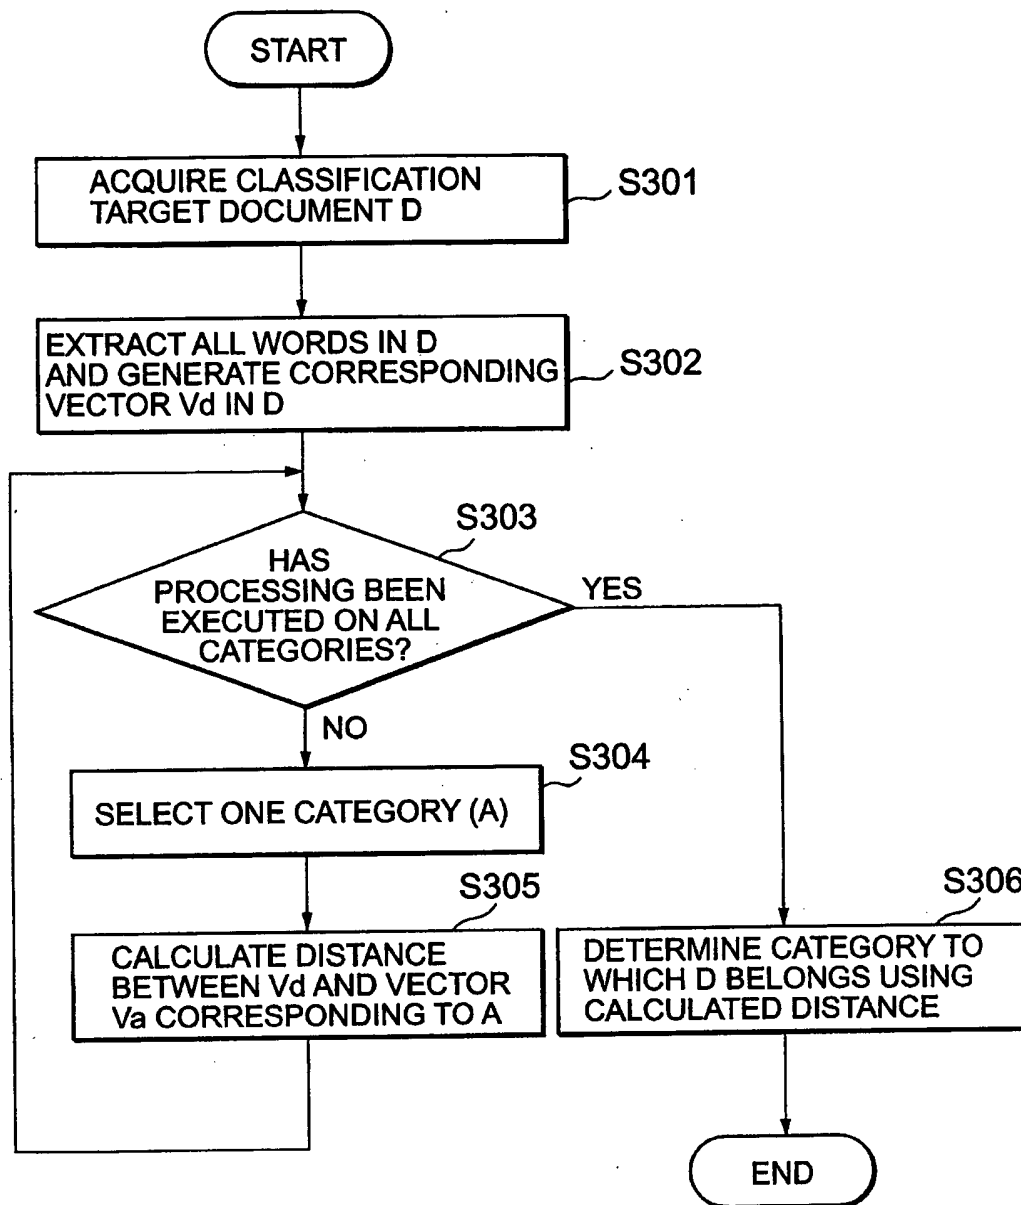 START
ACQUIRE CLASSIFICATION
TARGET DOCUMENT D
S301
EXTRACT ALL WORDS IN D
AND GENERATE CORRESPONDING
VECTOR Vd IN D
S302
S303
HAS
PROCESSING BEEN
EXECUTED ON ALL
CATEGORIES?
YES
NO
S304
SELECT ONE CATEGORY (A)
S305
CALCULATE DISTANCE
BETWEEN Vd AND VECTOR
Va CORRESPONDING TO A
S306
DETERMINE CATEGORY TO
WHICH D BELONGS USING
CALCULATED DISTANCE
END